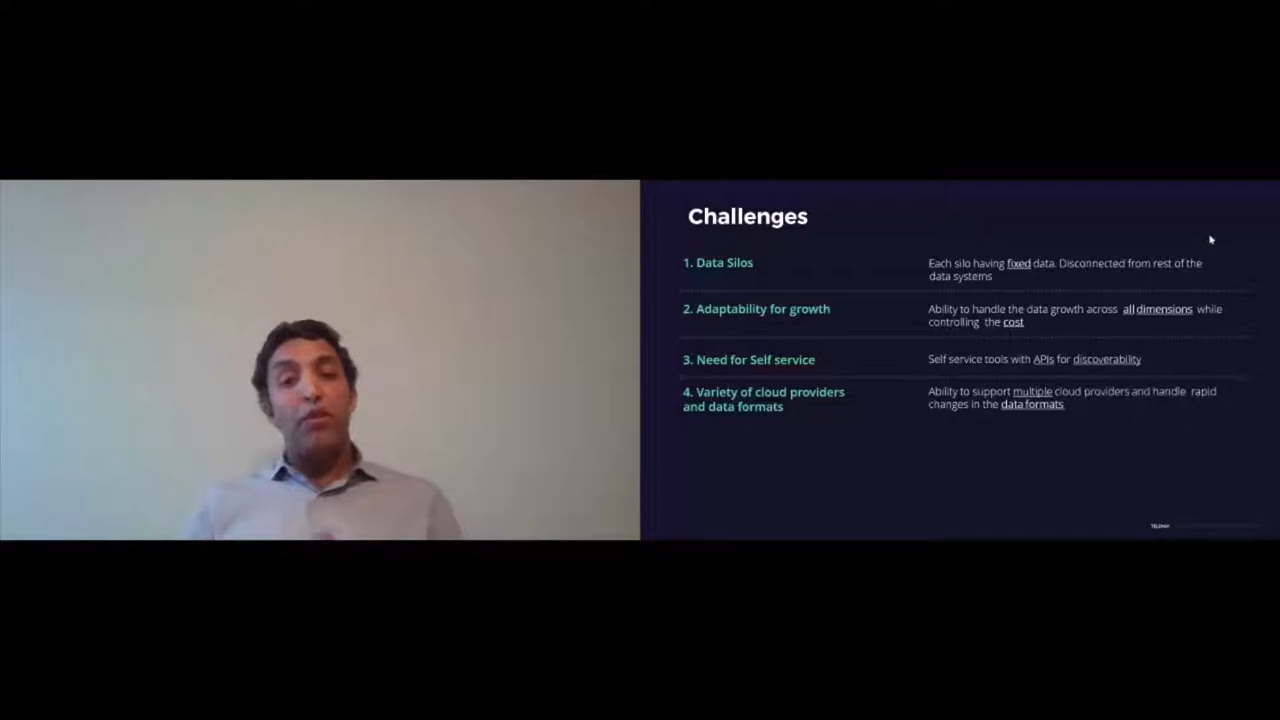 Challenges
1. Data Silos
Each silo having fixed data. Disconnected from rest of the
data systems
2. Adaptability for growth
Ability to handle the data growth across all dimensions while
controlling the cost
3. Need for Self service
Self service tools with APIs for discoverability
4. Variety of cloud providers
and data formats
Ability to support multiple cloud providers and handle rapid
changes in the data formats
TELENAV